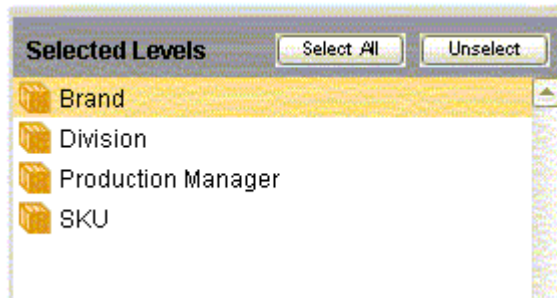 Selected Levels Select All Unselect
Brand
Division
Production Manager
SKU